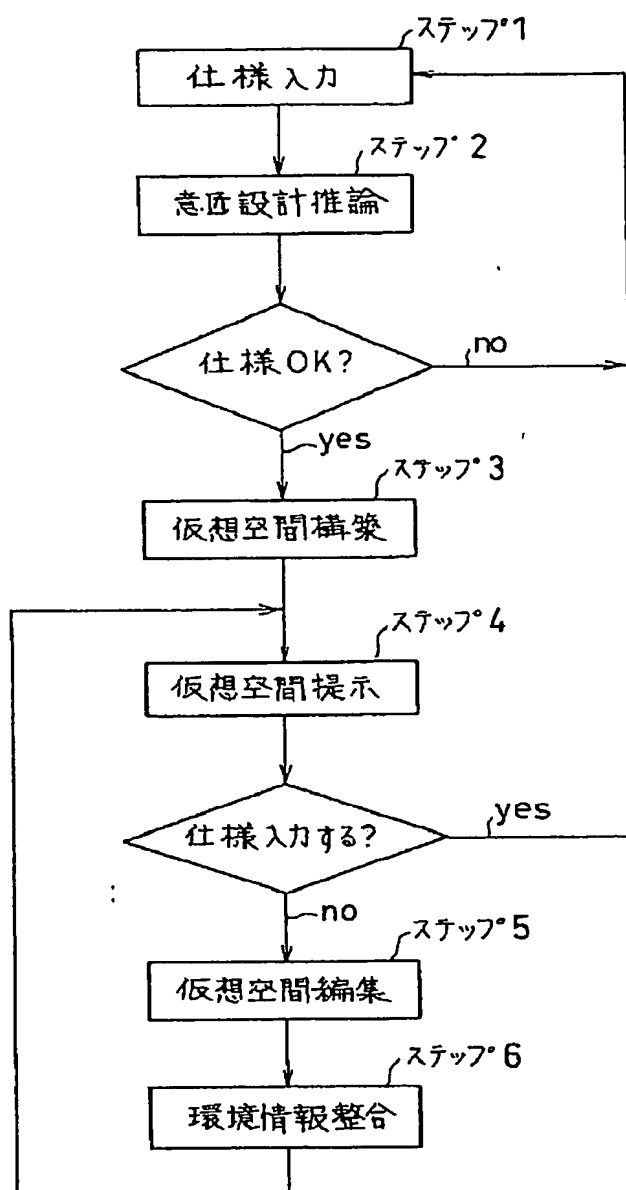 ステップ1
仕様入力
ステップ2
意匠設計推論
仕様OK?
no
yes
ステップ3
仮想空間構築
ステップ4
仮想空間提示
仕様入力する?
yes
no
ステップ5
仮想空間編集
ステップ6
環境情報整合